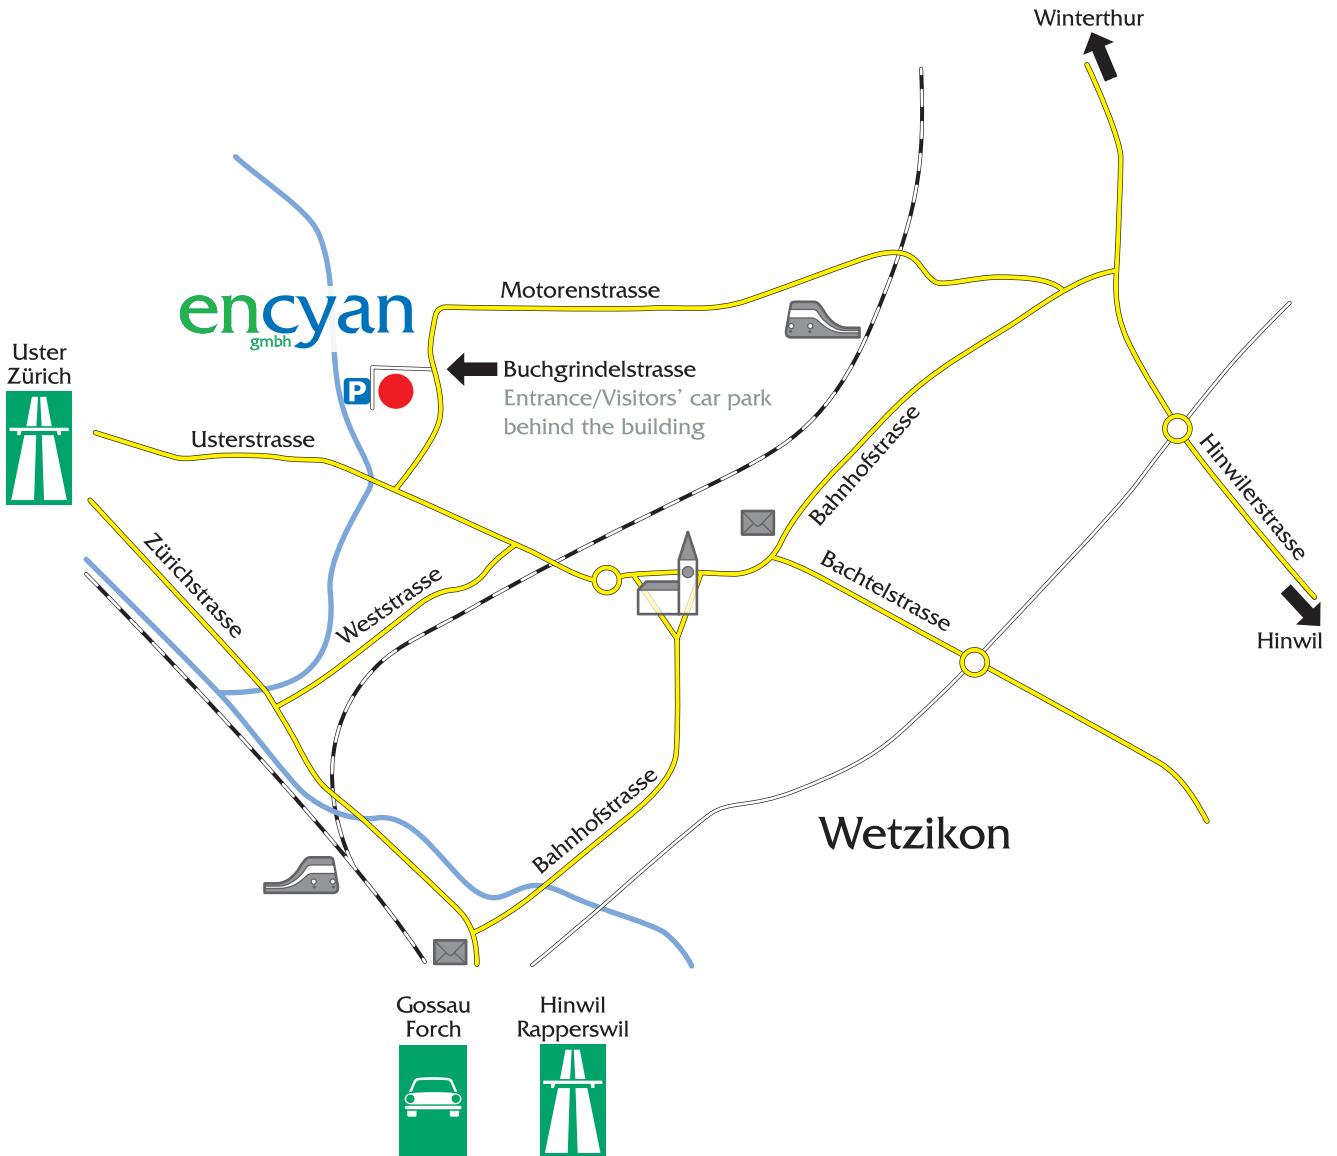 Winterthur
Motorenstrasse
encyan
gmbh
Uster
Zürich
P
Buchgrindelstrasse
Entrance/Visitors' car park
behind the building
Usterstrasse
Bahnhofstrasse
Hinwilerstrasse
Zürichstrasse
Weststrasse
Bachtelstrasse
Hinwil
Bahnhofstrasse
Wetzikon
Gossau
Forch
Hinwil
Rapperswil